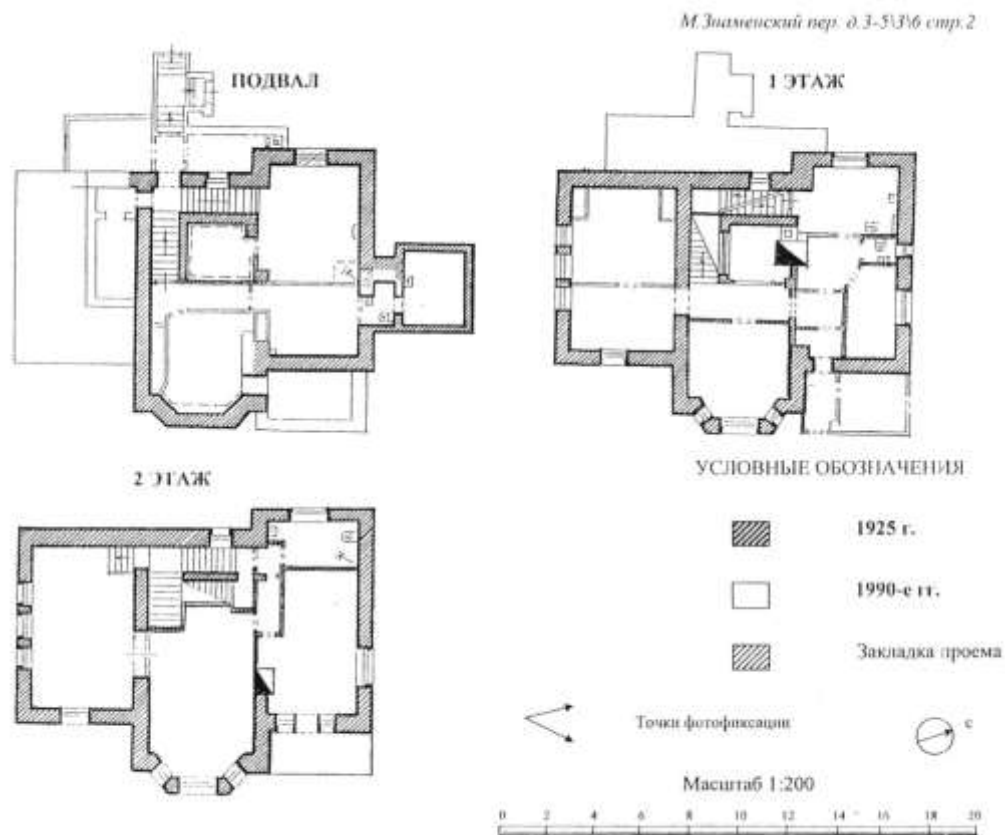 М.Знаменский пер. д.3-5\3\6 стр.2
ПОДВАЛ
1 ЭТАЖ
2 ЭТАЖ
УСЛОВНЫЕ ОБОЗНАЧЕНИЯ
1925 г.
1990-е гг.
Закладка проема
Точки фотофиксации
с
Масштаб 1:200
0 2 4 6 8 10 12 14 16 18 20